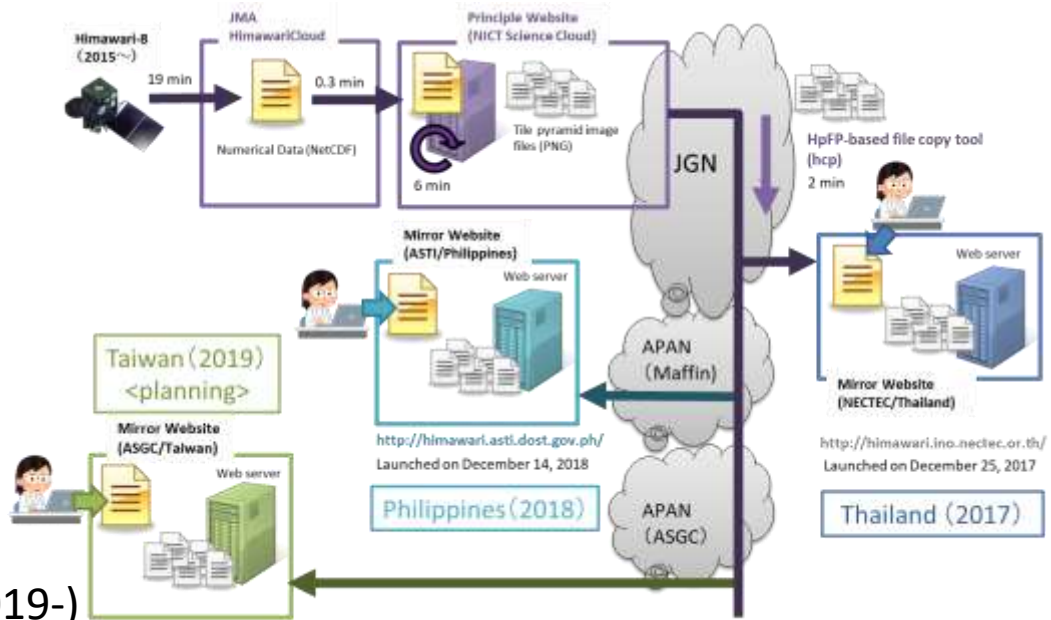 Himawari-8
(2015～)
19 min
JMA
HimawariCloud
0.3 min
Numerical Data (NetCDF)
Principle Website
(NICT Science Cloud)
Tile pyramid image
files (PNG)
6 min
JGN
HpFP-based file copy tool
(hcp)
2 min
Mirror Website
(ASTI/Philippines)
Web server
Web server
Mirror Website
(NECTEC/Thailand)
APAN
(Maffin)
Taiwan(2019)
<planning>
Mirror Website
(ASGC/Taiwan)
Web server
http://himawari.asti.dost.gov.ph/
Launched on December 14, 2018
Philippines(2018)
http://himawari.ino.nectec.or.th/
Launched on December 25, 2017
Thailand (2017)
APAN
(ASGC)
19-)